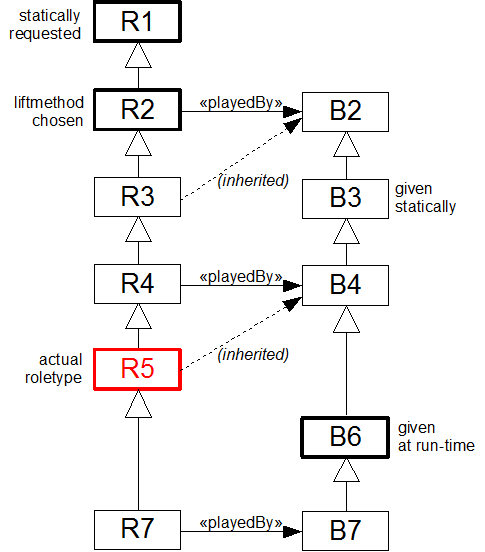 statically
requested
R1
liftmethod
chosen
R2
«playedBy»
B2
R3
(inherited)
B3
given
statically
R4
«playedBy»
B4
actual
roletype
R5
(inherited)
B6
given
at run-time
R7
«playedBy»
B7